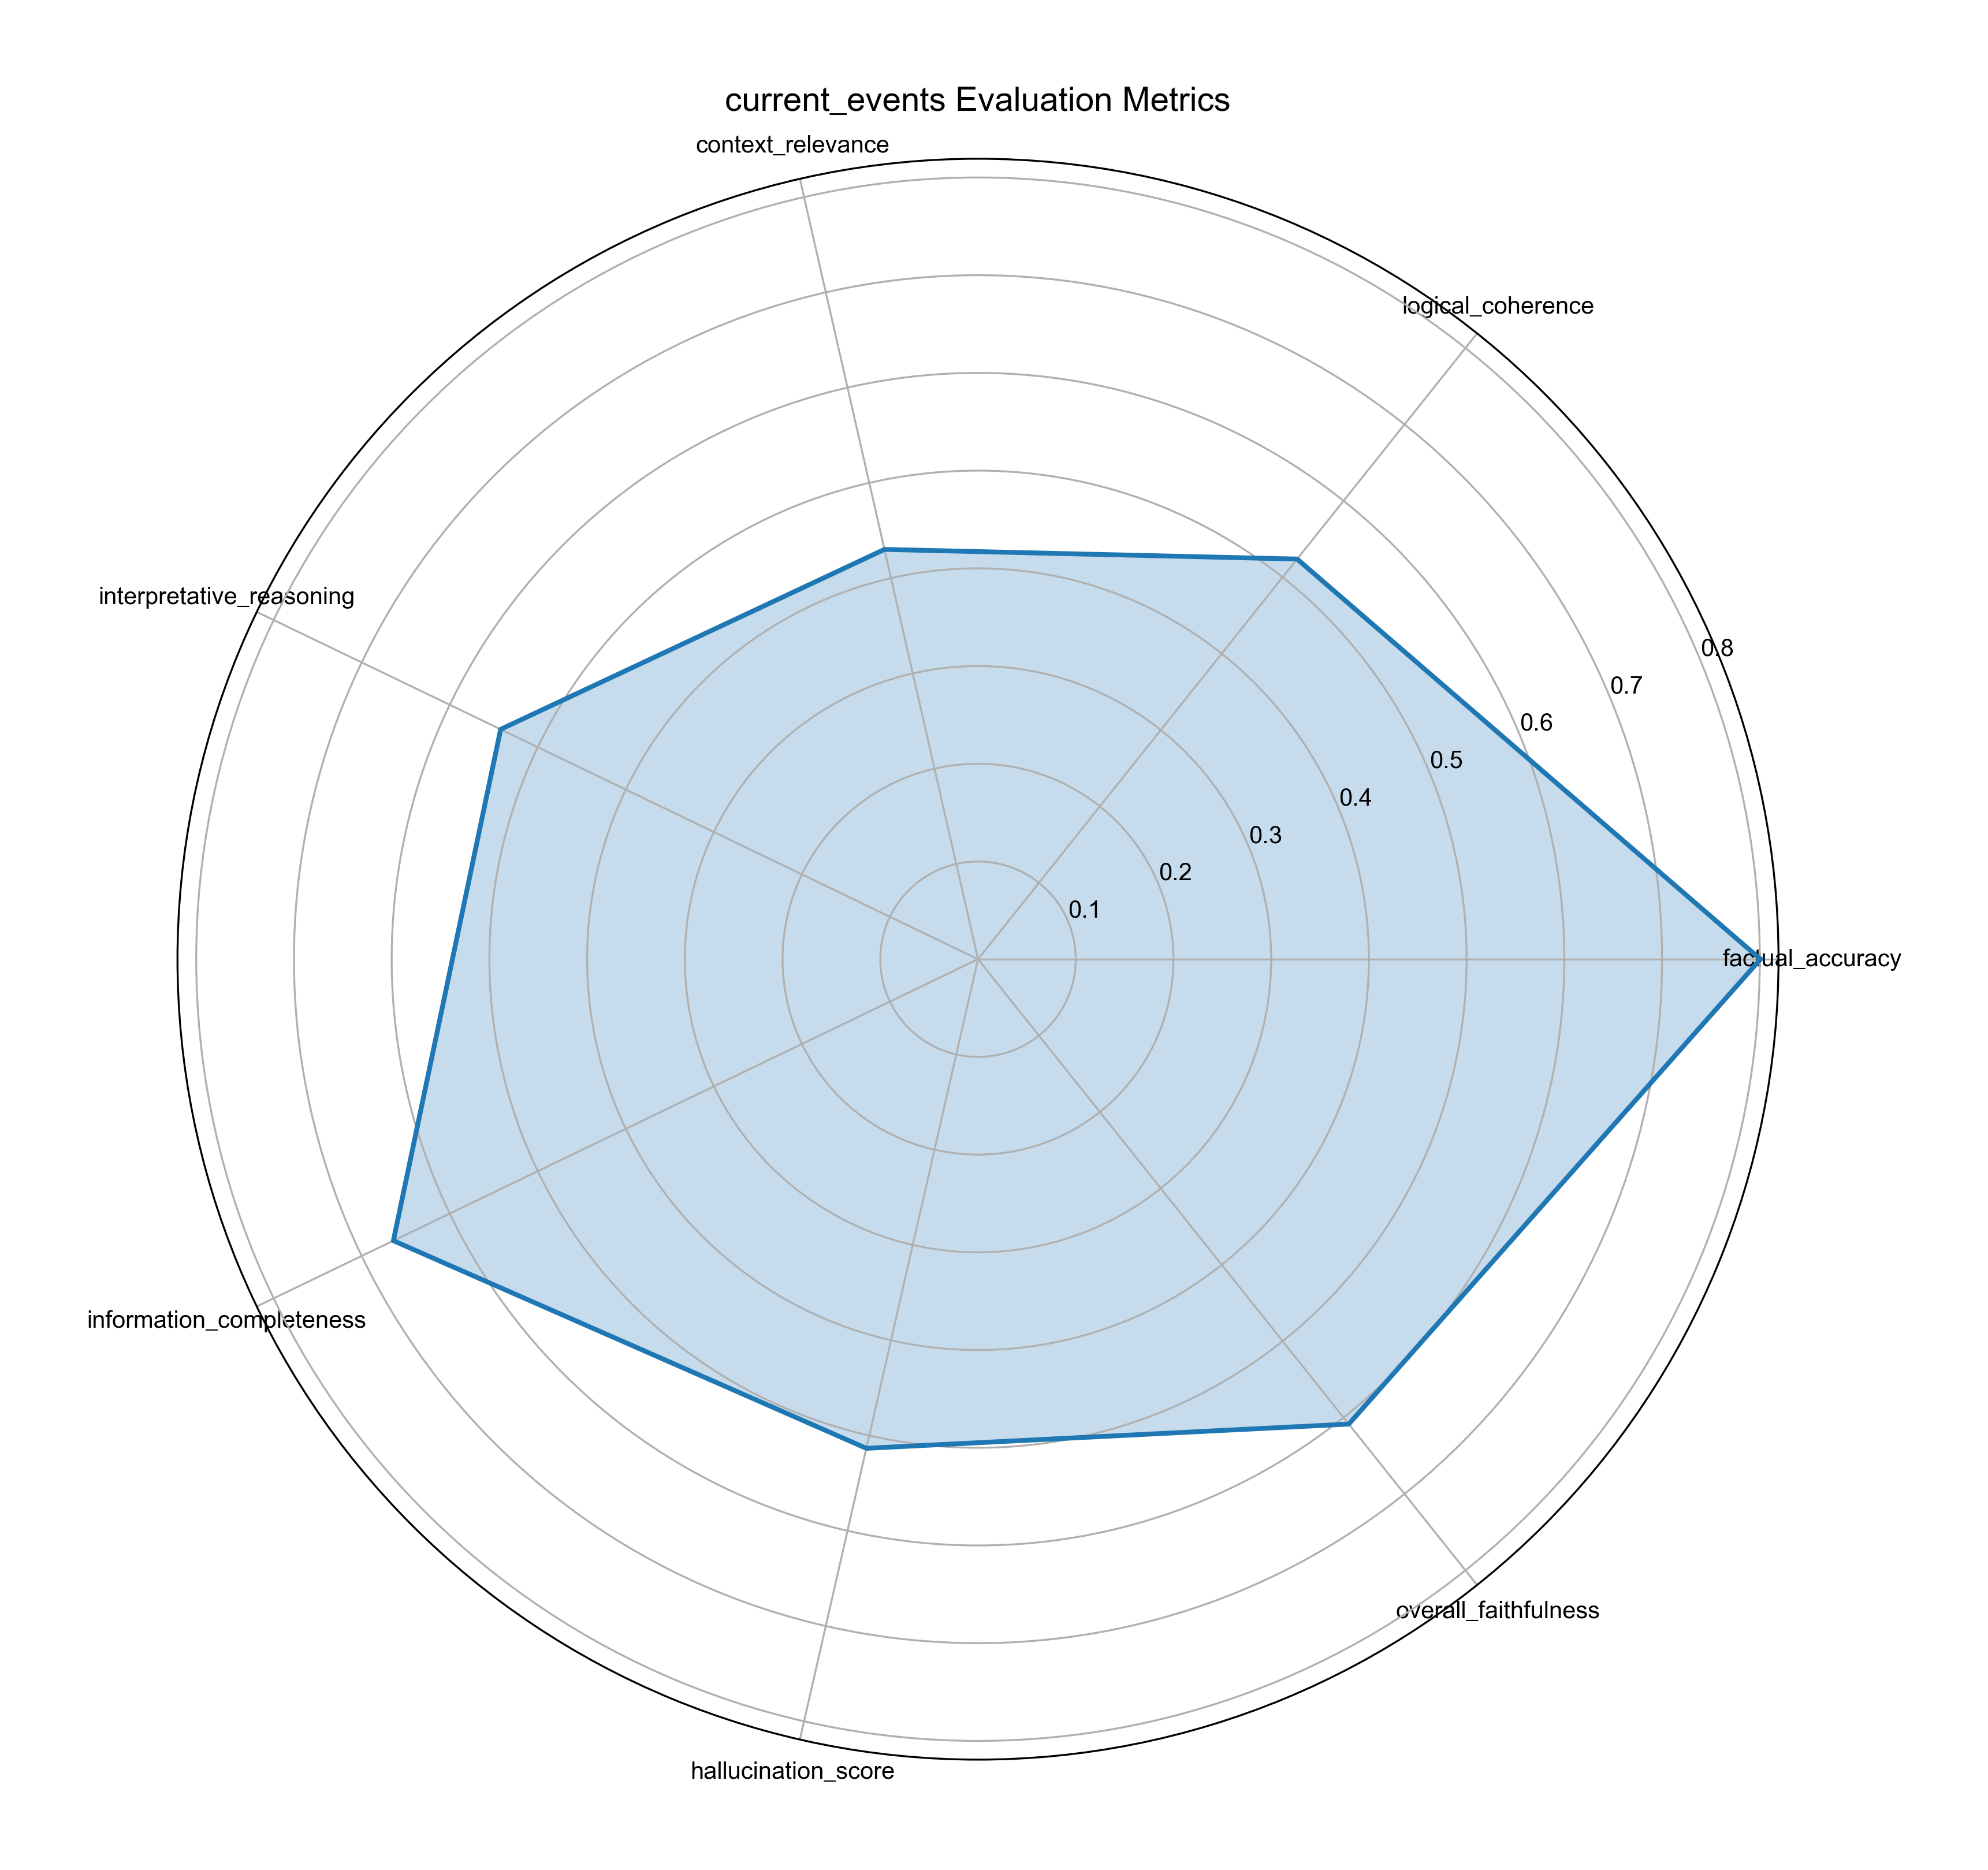 current_events Evaluation Metrics
context_relevance
logical_coherence
interpretative_reasoning
0.8
0.7
0.6
0.5
0.4
0.3
0.2
0.1
factual_accuracy
information_completeness
overall_faithfulness
hallucination_score